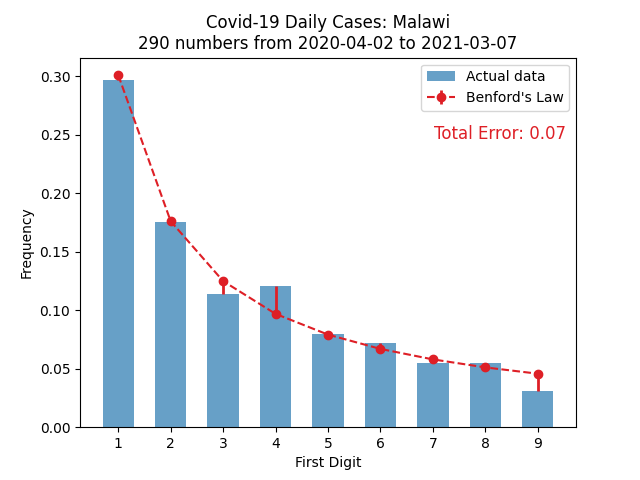 Covid-19 Daily Cases: Malawi
290 numbers from 2020-04-02 to 2021-03-07
Actual data
Benford's Law
Total Error: 0.07
Frequency
0.30
0.25
0.20
0.15
0.10
0.05
0.00
1 2 3 4 5 6 7 8 9
First Digit